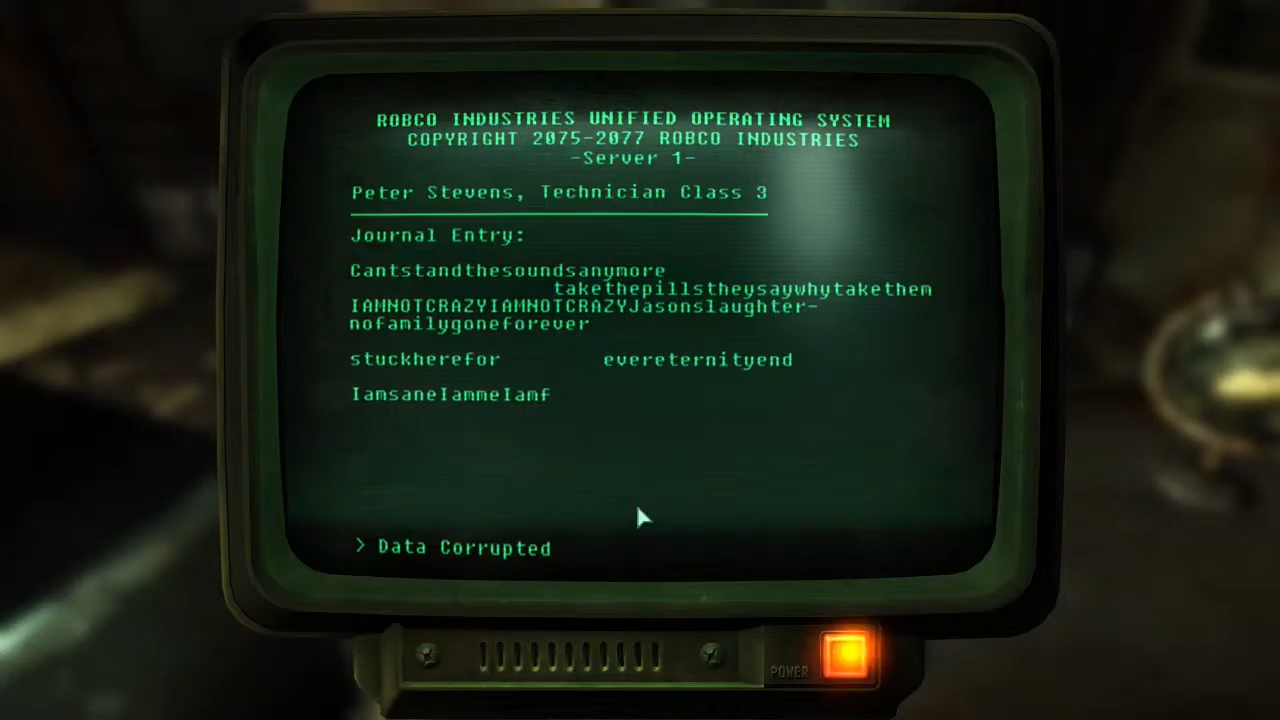 ROBCO INDUSTRIES UNIFIED OPERATING SYSTEM
COPYRIGHT 2075-2077 ROBCO INDUSTRIES
-Server 1-
Peter Stevens, Technician Class 3
Journal Entry:
Cantstandthesoundsanymore
takethepillstheysaywhytakethem
IAMNOTCRAZYIAMNOTCRAZYJasonslaughter-
nofamilygoneforever
stuckherefor evereternityend
IamsaneIammeIamf
> Data Corrupted
POWER